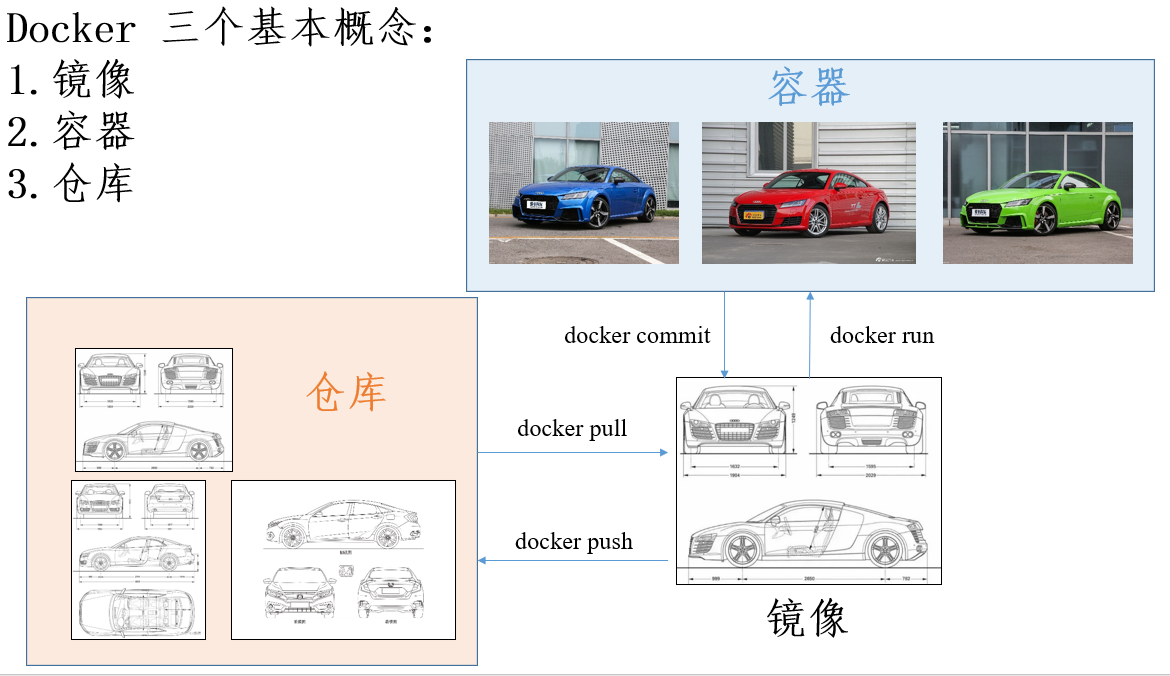 Docker 三个基本概念：
1.镜像
2.容器
3.仓库
容器
docker commit
docker run
仓库
docker pull
docker push
镜像